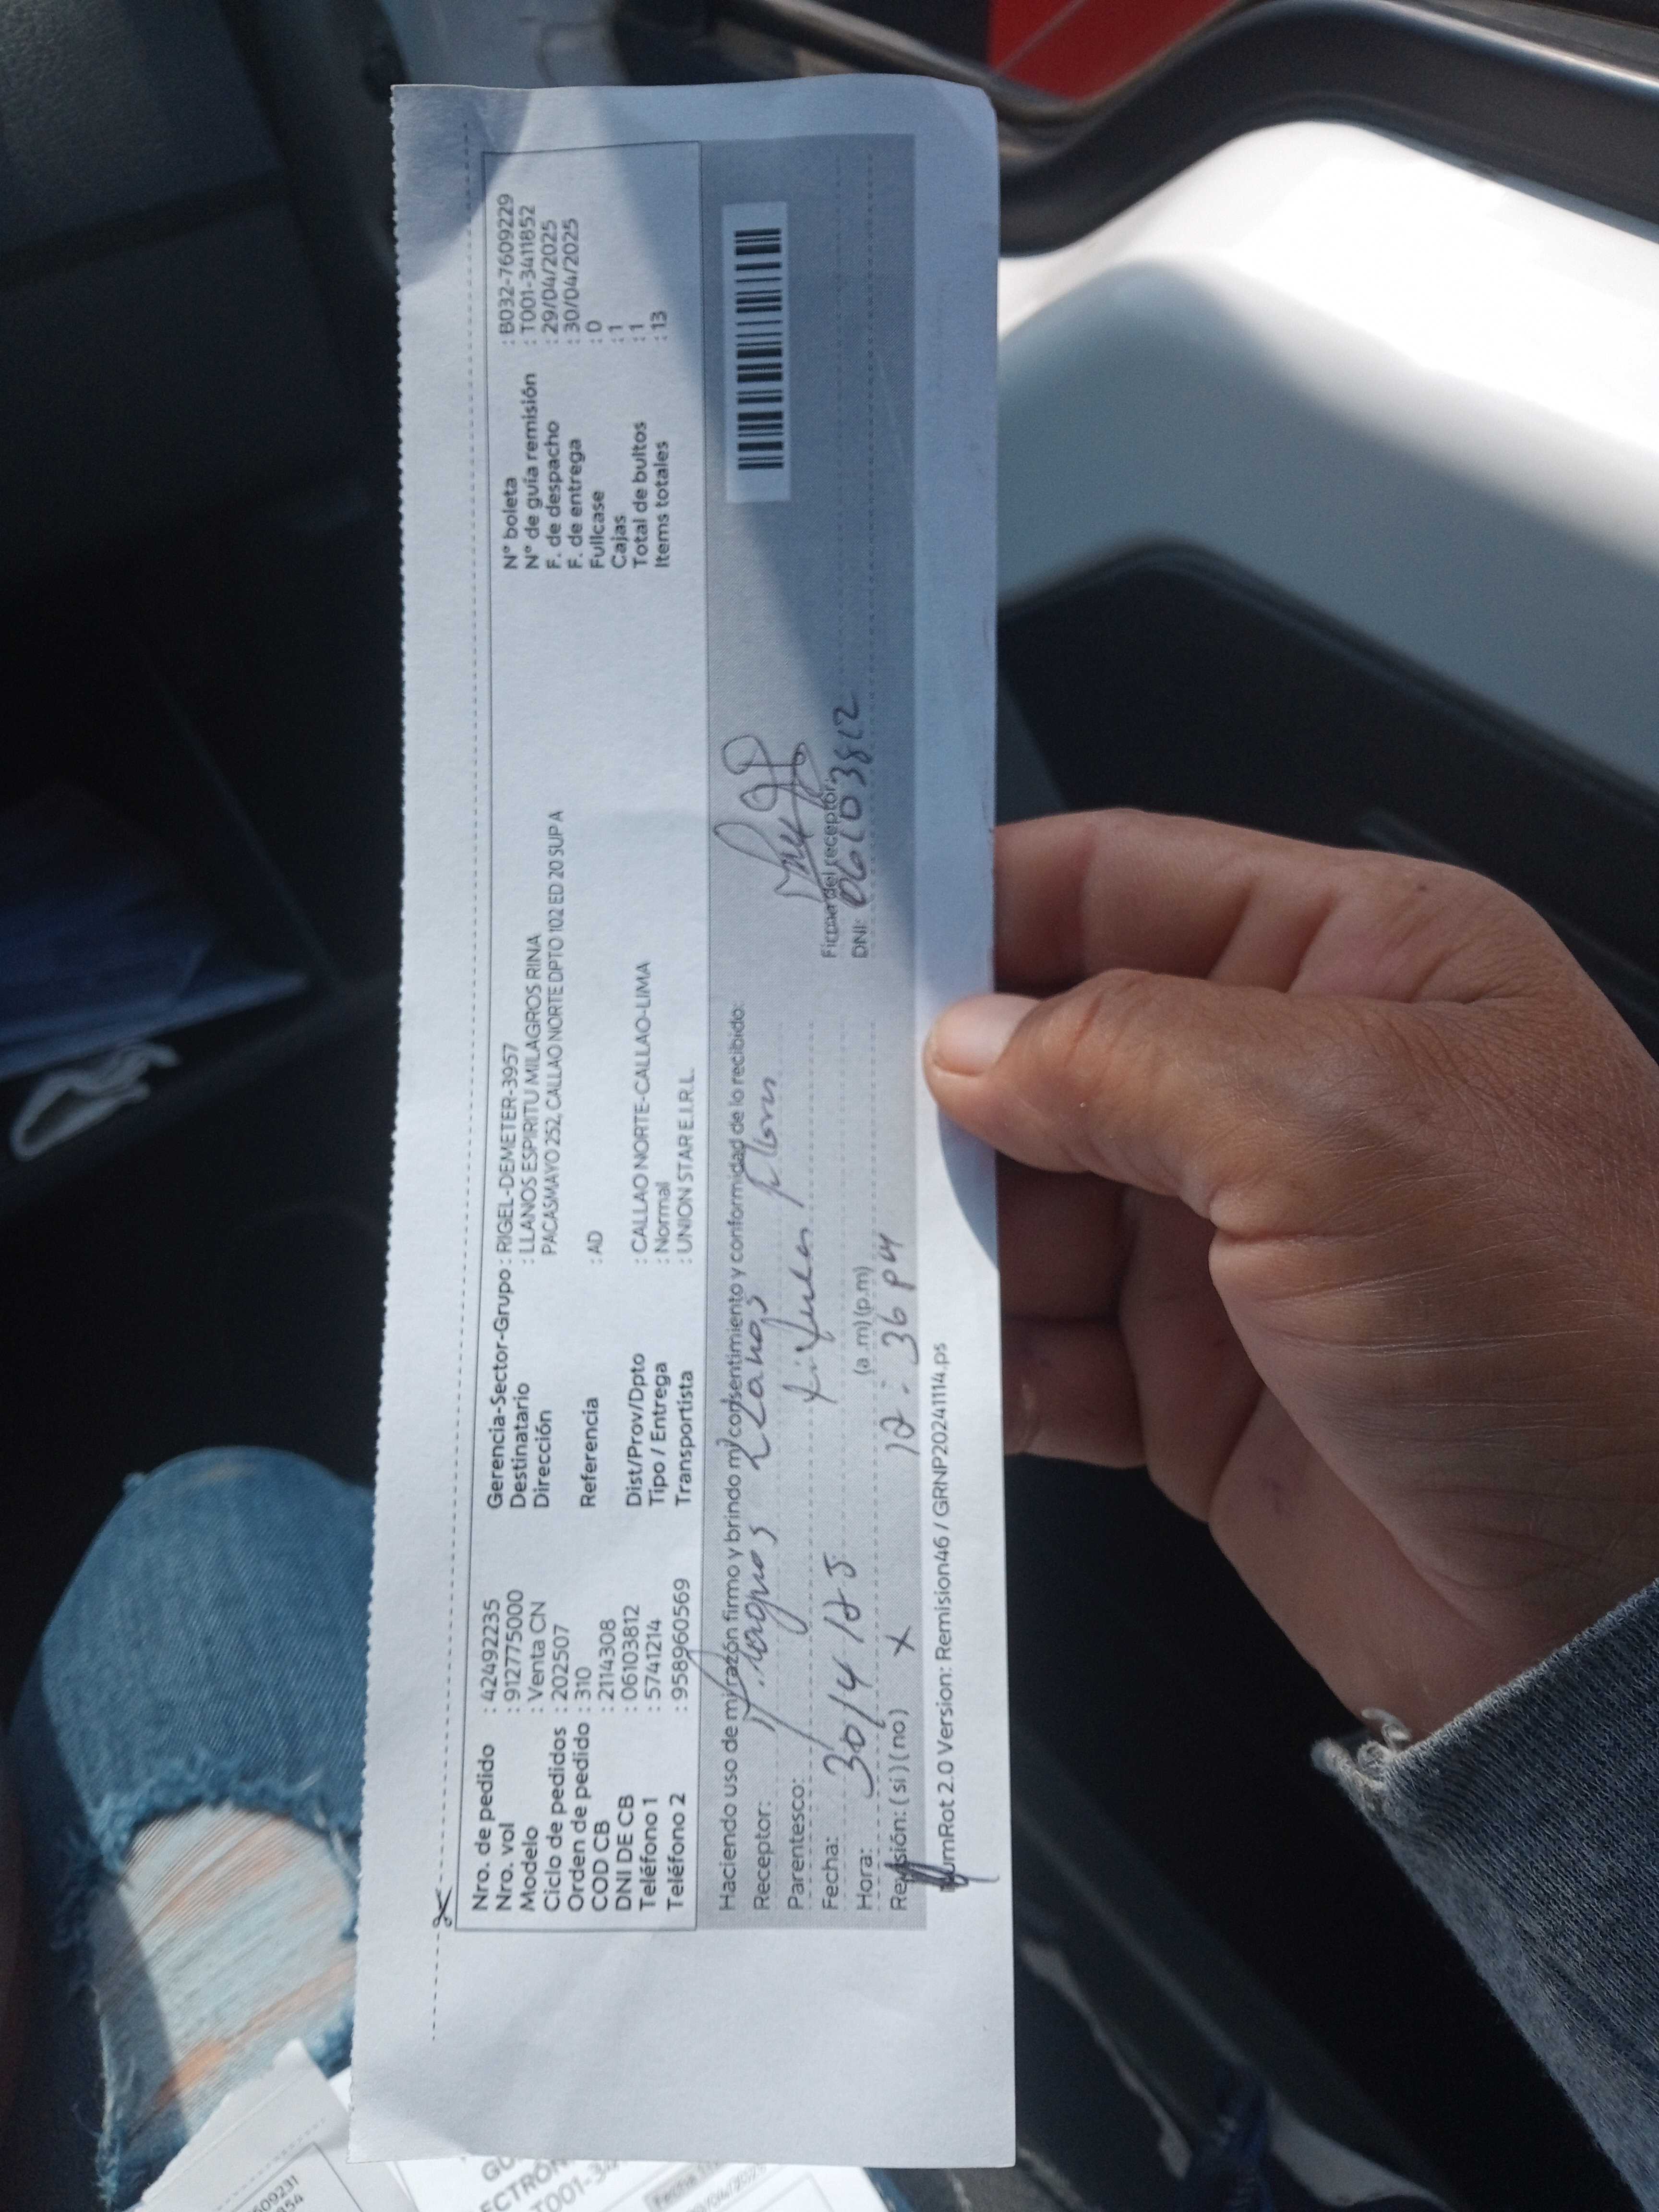 Nro. de pedido : 42492235
Nro. vol : 912775000
Modelo : Venta CN
Ciclo de pedidos : 202507
Orden de pedido : 310
COD CB : 2114308
DNI DE CB : 06103812
Teléfono 1 : 5741214
Teléfono 2 : 958960569
Gerencia-Sector-Grupo : RIGEL-DEMETER-3957
Destinatario : LLANOS ESPIRITU MILAGROS RINA
Dirección PACASMAYO 252, CALLAO NORTE DPTO 102 ED 20 SUP A
Referencia : AD
Dist/Prov/Dpto : CALLAO NORTE-CALLAO-LIMA
Tipo / Entrega : Normal
Transportista : UNION STAR E.I.R.L.
N° boleta : B032-7609229
N° de guía remisión : T001-3411852
F. de despacho : 29/04/2025
F. de entrega : 30/04/2025
Fullcase : 0
Cajas : 1
Total de bultos : 1
Items totales : 13
Haciendo uso de mi razón firmo y brindo mi consentimiento y conformidad de lo recibido:
Receptor:
Parentesco:
Fecha: 30/4/25
Hora: (a.m) (p.m) 12:36 PM
Revisión: ( si ) ( no ) X
Firma del receptor:
DNI: 06103812
NumRot 2.0 Version: Remision46 / GRNP20241114.ps
609231
T001-34